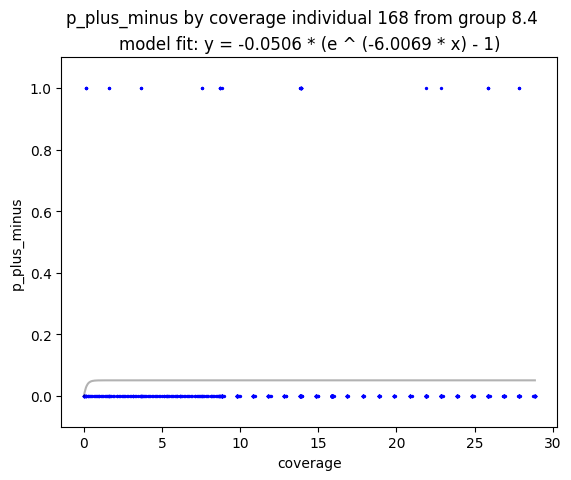 p_plus_minus by coverage individual 168 from group 8.4
model fit: y = -0.0506 * (e ^ (-6.0069 * x) - 1)
1.0
0.8
0.6
0.4
0.2
0.0
p_plus_minus
0 5 10 15 20 25 30
coverage